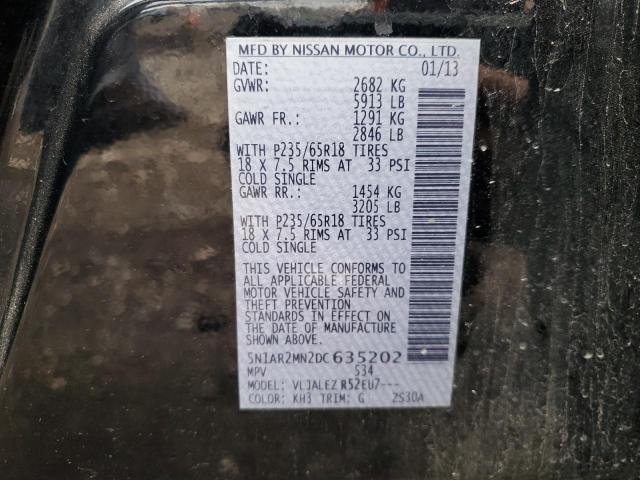 MFD BY NISSAN MOTOR CO., LTD.
DATE: 01/13
GVWR: 2682 KG
5913 LB
GAWR FR.: 1291 KG
2846 LB
WITH P235/65R18 TIRES
18 X 7.5 RIMS AT 33 PSI
COLD SINGLE
GAWR RR.: 1454 KG
3205 LB
WITH P235/65R18 TIRES
18 X 7.5 RIMS AT 33 PSI
COLD SINGLE
THIS VEHICLE CONFORMS TO
ALL APPLICABLE FEDERAL
MOTOR VEHICLE SAFETY AND
THEFT PREVENTION
STANDARDS IN EFFECT ON
THE DATE OF MANUFACTURE
SHOWN ABOVE.
5N1AR2MN2DC635202
MPV 534
MODEL: VLJALEZ R52EU7---
COLOR: KH3 TRIM: G ZS30A